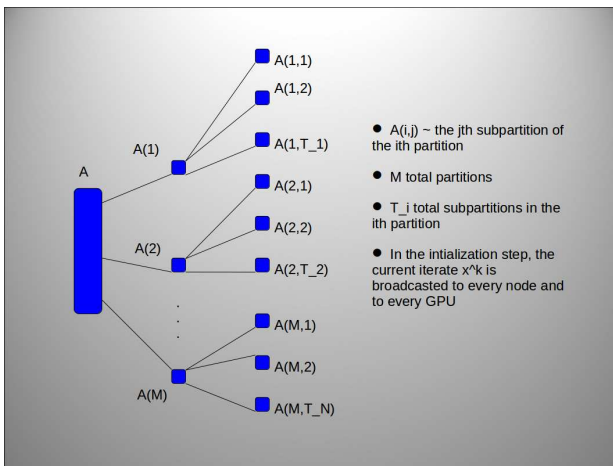 A
A(1)
A(1,1)
A(1,2)
A(1,T_1)
A(2)
A(2,1)
A(2,2)
A(2,T_2)
.
.
.
A(M)
A(M,1)
A(M,2)
A(M,T_N)
● A(i,j) ~ the jth subpartition of
the ith partition
● M total partitions
● T_i total subpartitions in the
ith partition
● In the intialization step, the
current iterate x^k is
broadcasted to every node and
to every GPU